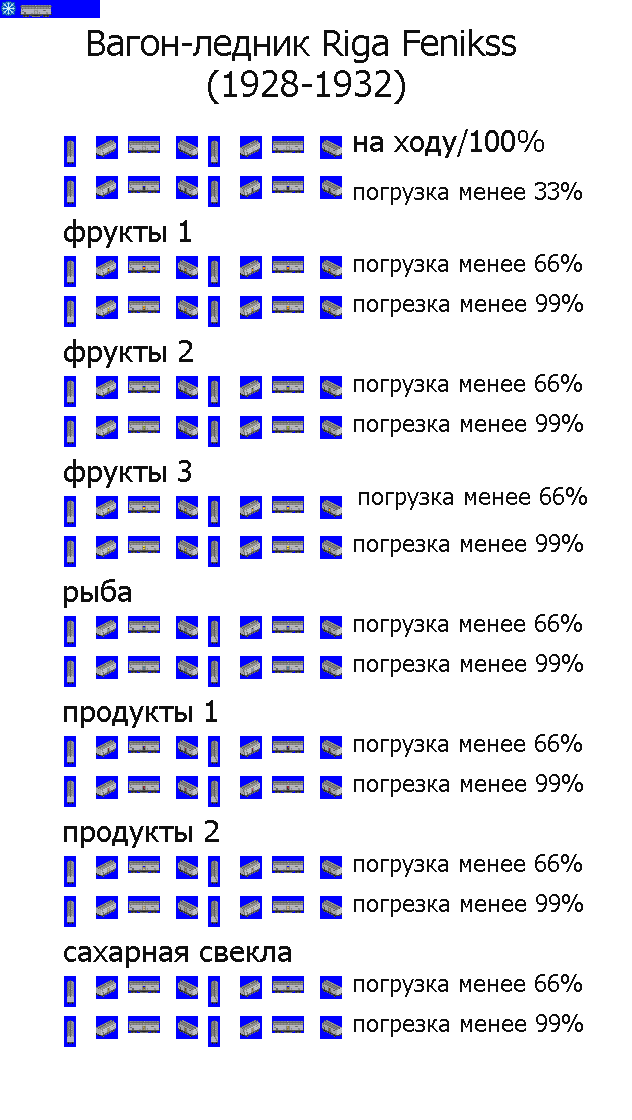 Вагон-ледник Riga Fenikss
(1928-1932)
на ходу/100%
погрузка менее 33%
фрукты 1
погрузка менее 66%
погрезка менее 99%
фрукты 2
погрузка менее 66%
погрезка менее 99%
фрукты 3
погрузка менее 66%
погрезка менее 99%
рыба
погрузка менее 66%
погрезка менее 99%
продукты 1
погрузка менее 66%
погрезка менее 99%
продукты 2
погрузка менее 66%
погрезка менее 99%
сахарная свекла
погрузка менее 66%
погрезка менее 99%